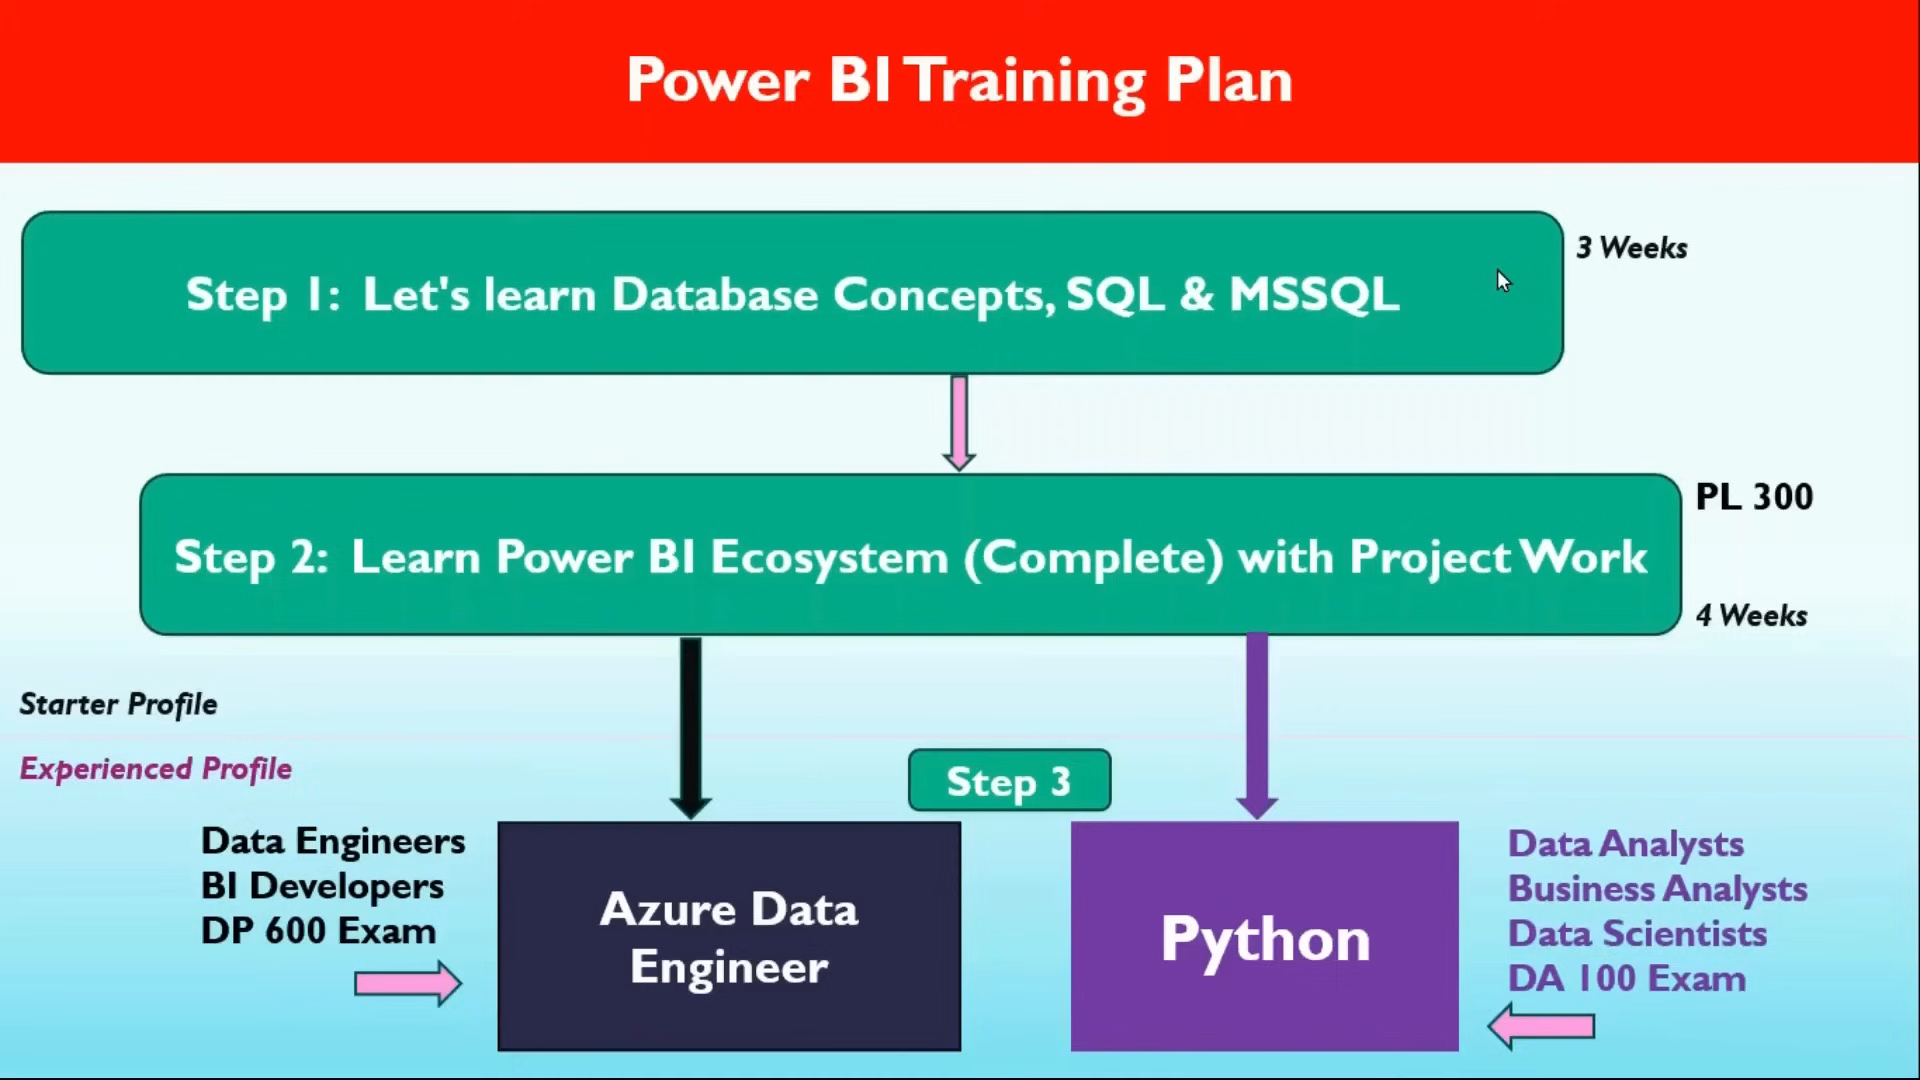 Power BI Training Plan
Step 1: Let's learn Database Concepts, SQL & MSSQL
3 Weeks
PL 300
Step 2: Learn Power BI Ecosystem (Complete) with Project Work
4 Weeks
Starter Profile
Experienced Profile
Step 3
Data Engineers
BI Developers
DP 600 Exam
Azure Data
Engineer
Python
Data Analysts
Business Analysts
Data Scientists
DA 100 Exam